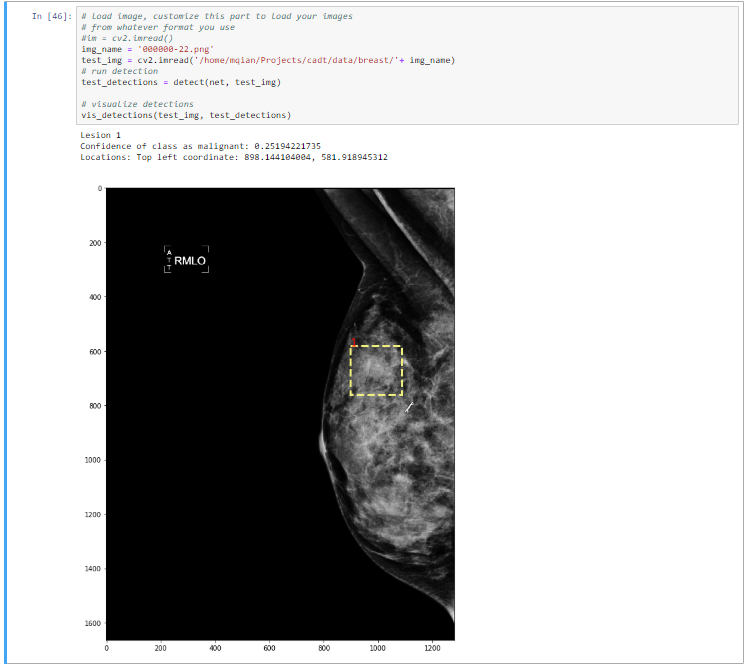 In [46]:
# Load image, customize this part to load your images
# from whatever format you use
#im = cv2.imread()
img_name = '000000-22.png'
test_img = cv2.imread('/home/mqian/Projects/cadt/data/breast/'+ img_name)
# run detection
test_detections = detect(net, test_img)
# visualize detections
vis_detections(test_img, test_detections)
Lesion 1
Confidence of class as malignant: 0.25194221735
Locations: Top left coordinate: 898.144104004, 581.918945312
0
200
A
T
T
RMLO
400
600
1
800
1000
1200
1400
1600
0
200
400
600
800
1000
1200